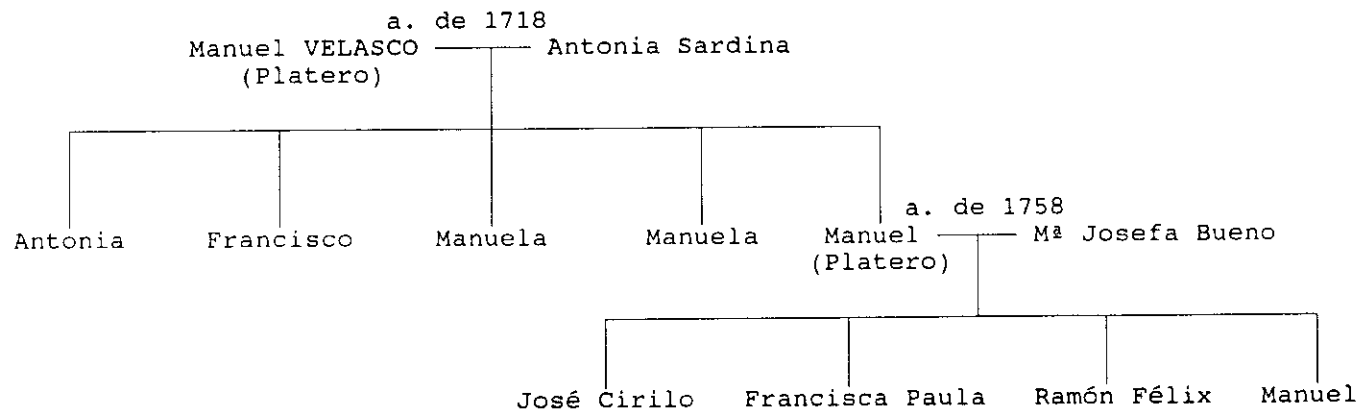 a. de 1718
Manuel VELASCO Antonia Sardina
(Platero)
a. de 1758
Antonia Francisco Manuela Manuela Manuel Mª Josefa Bueno
(Platero)
José Cirilo Francisca Paula Ramón Félix Manuel